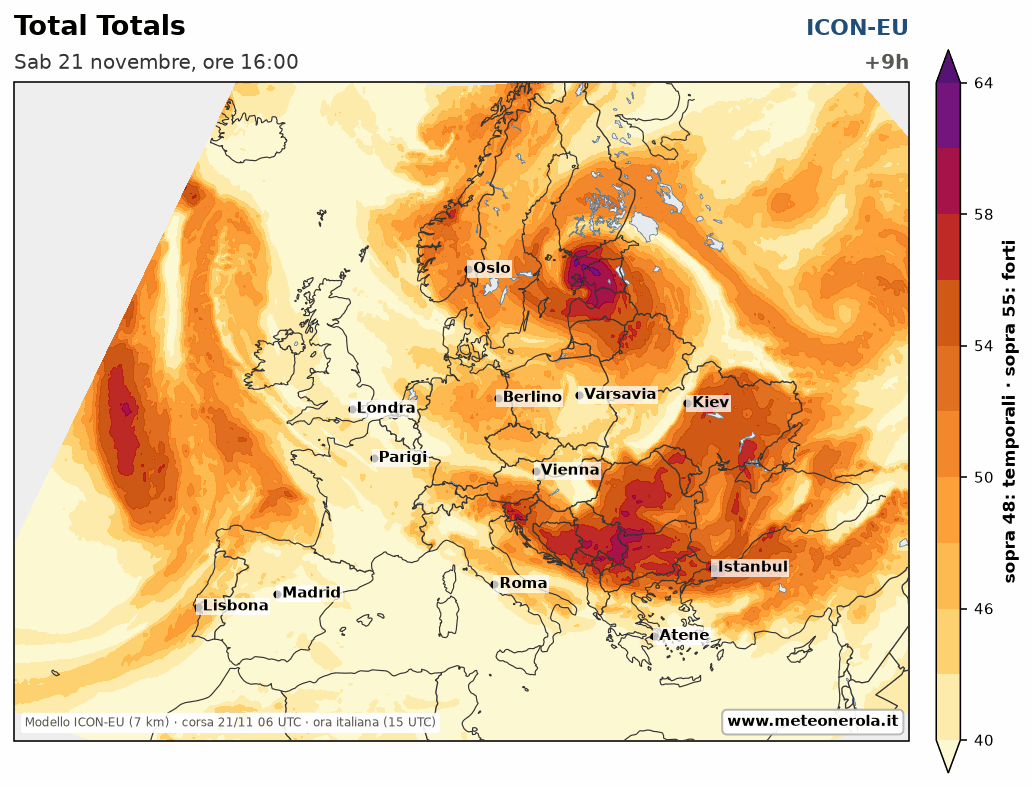 Total Totals
ICON-EU
Sab 21 novembre, ore 16:00
+9h
64
58
54
50
46
40
sopra 48: temporali · sopra 55: forti
Oslo
Berlino
Varsavia
Kiev
Londra
Parigi
Vienna
Istanbul
Roma
Madrid
Lisbona
Atene
Modello ICON-EU (7 km) · corsa 21/11 06 UTC · ora italiana (15 UTC)
www.meteonerola.it